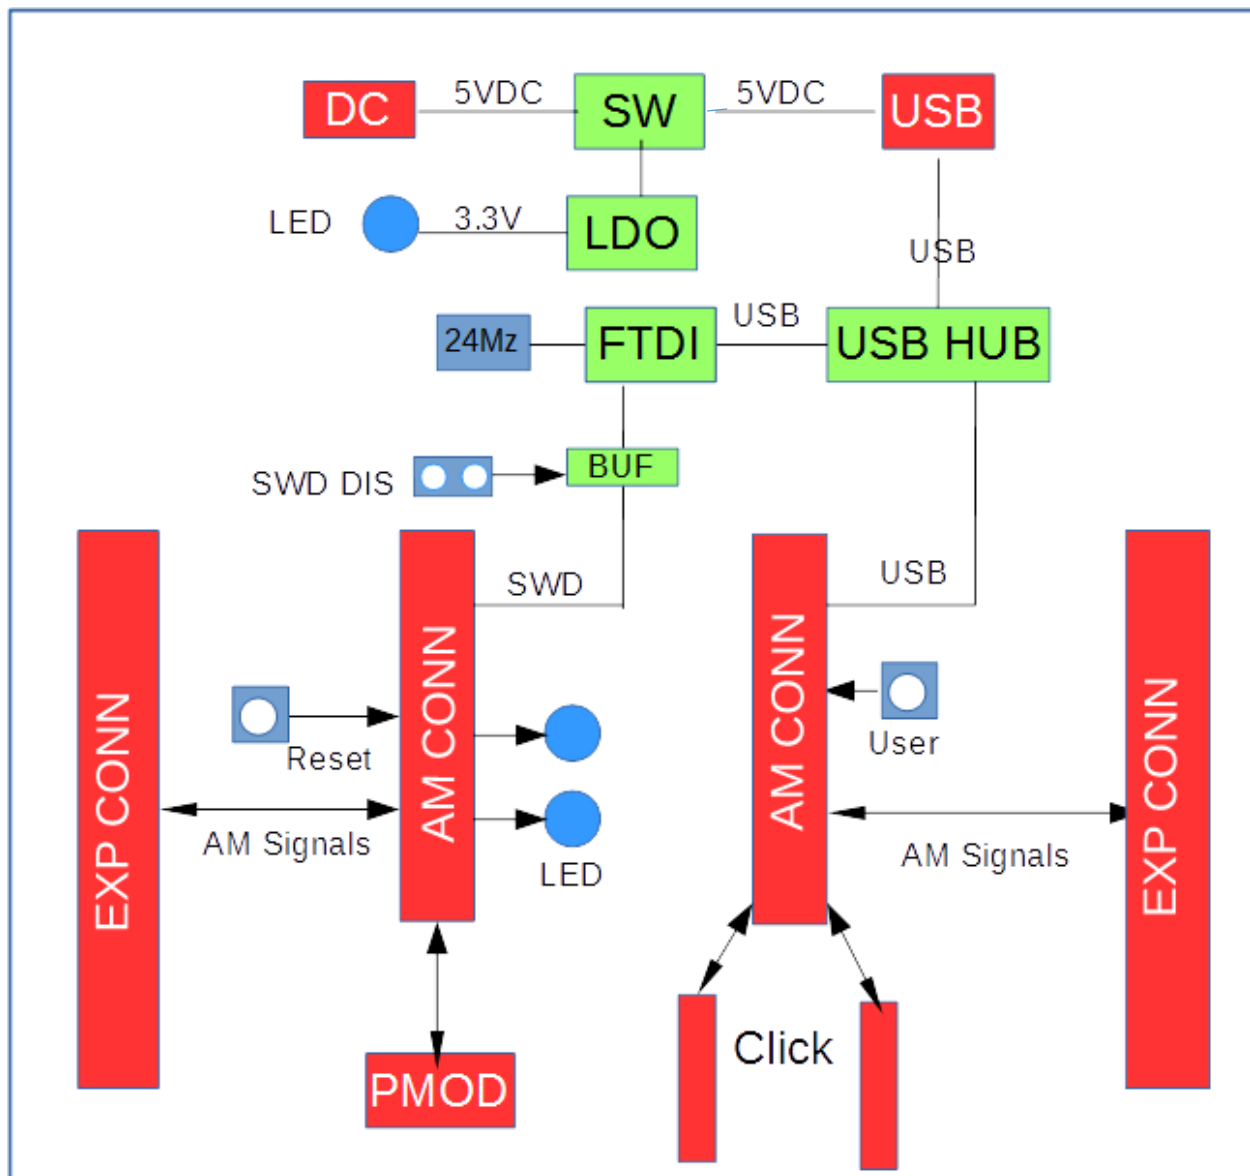 DC
5VDC
SW
5VDC
USB
LED
3.3V
LDO
USB
24Mz
FTDI
USB
USB HUB
SWD DIS
BUF
SWD
USB
EXP CONN
AM CONN
AM CONN
EXP CONN
Reset
User
AM Signals
LED
AM Signals
Click
PMOD